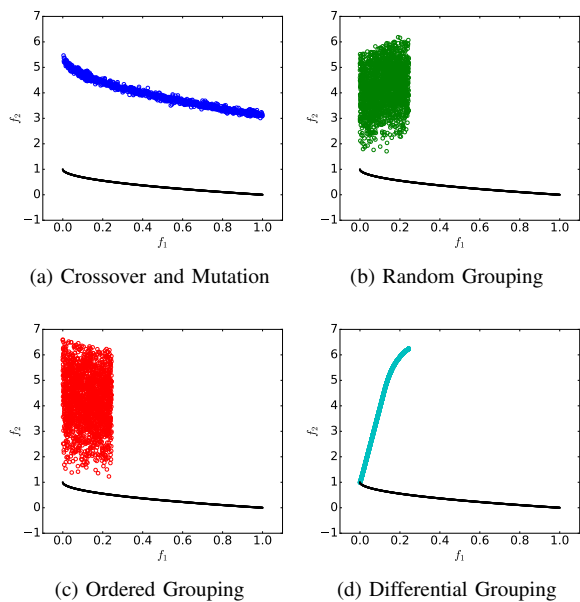 7
6
5
4
3
2
1
0
−1
f₂
0.0 0.2 0.4 0.6 0.8 1.0
f₁
(a) Crossover and Mutation
7
6
5
4
3
2
1
0
−1
f₂
0.0 0.2 0.4 0.6 0.8 1.0
f₁
(b) Random Grouping
7
6
5
4
3
2
1
0
−1
f₂
0.0 0.2 0.4 0.6 0.8 1.0
f₁
(c) Ordered Grouping
7
6
5
4
3
2
1
0
−1
f₂
0.0 0.2 0.4 0.6 0.8 1.0
f₁
(d) Differential Grouping